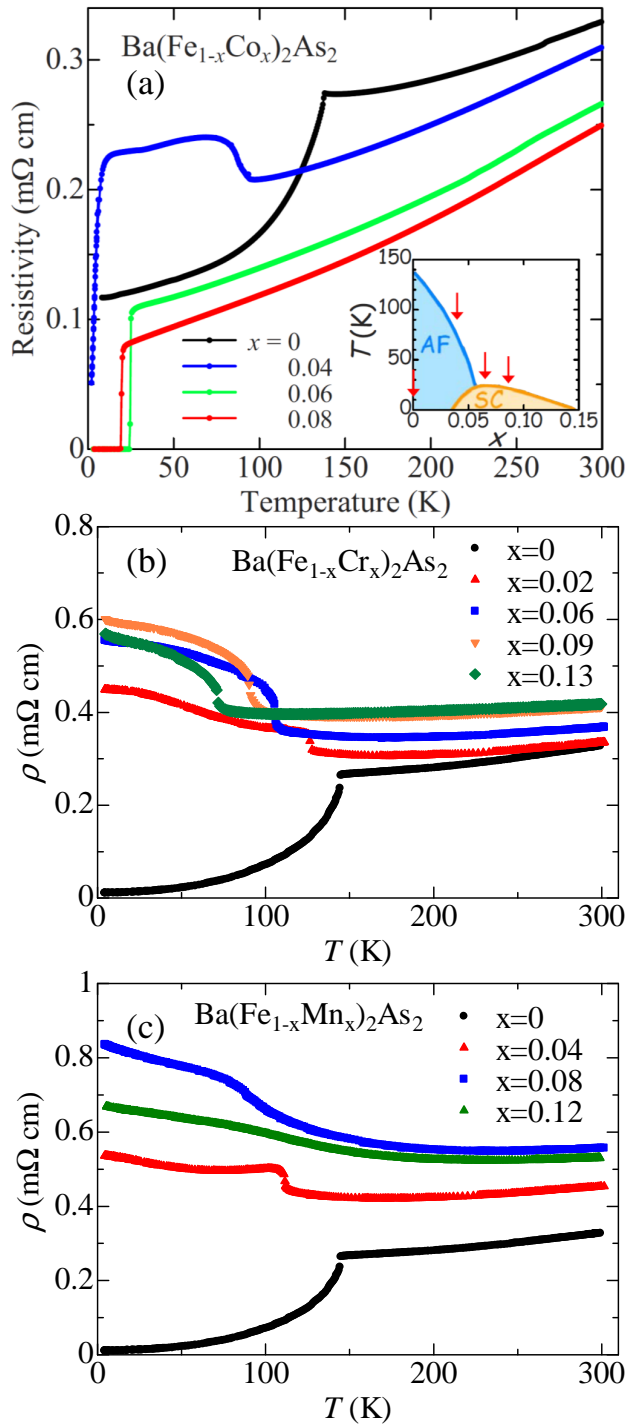 Ba(Fe1-xCox)2As2
(a)
0.3
0.2
0.1
0
Resistivity (mΩ cm)
x = 0
0.04
0.06
0.08
150
100
50
0
T(K)
AF
SC
0 0.05 0.10 0.15
x
0 50 100 150 200 250 300
Temperature (K)
0.8
0.6
0.4
0.2
0
ρ (mΩ cm)
(b)
Ba(Fe1-xCrx)2As2
x=0
x=0.02
x=0.06
x=0.09
x=0.13
0 100 200 300
T (K)
1
0.8
0.6
0.4
0.2
0
ρ (mΩ cm)
(c)
Ba(Fe1-xMnx)2As2
x=0
x=0.04
x=0.08
x=0.12
0 100 200 300
T (K)